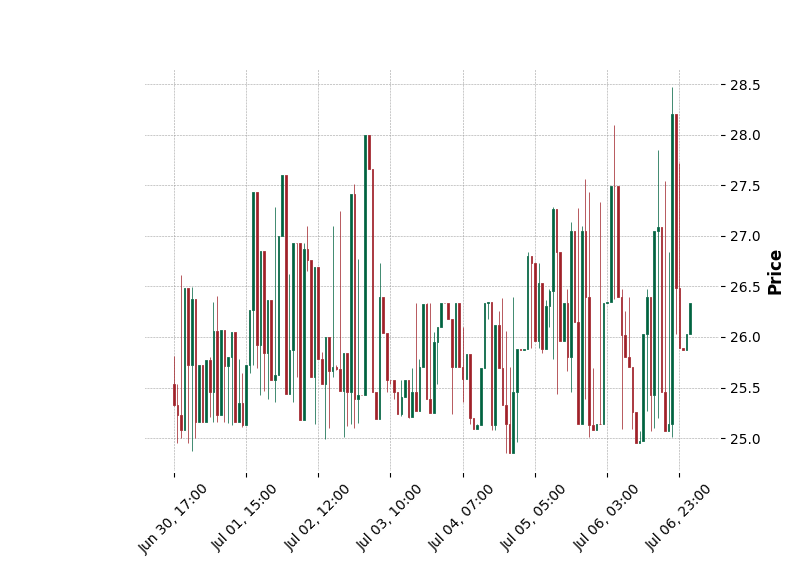 28.5
28.0
27.5
27.0
26.5
26.0
25.5
25.0
Price
Jun 30, 17:00
Jul 01, 15:00
Jul 02, 12:00
Jul 03, 10:00
Jul 04, 07:00
Jul 05, 05:00
Jul 06, 03:00
Jul 06, 23:00